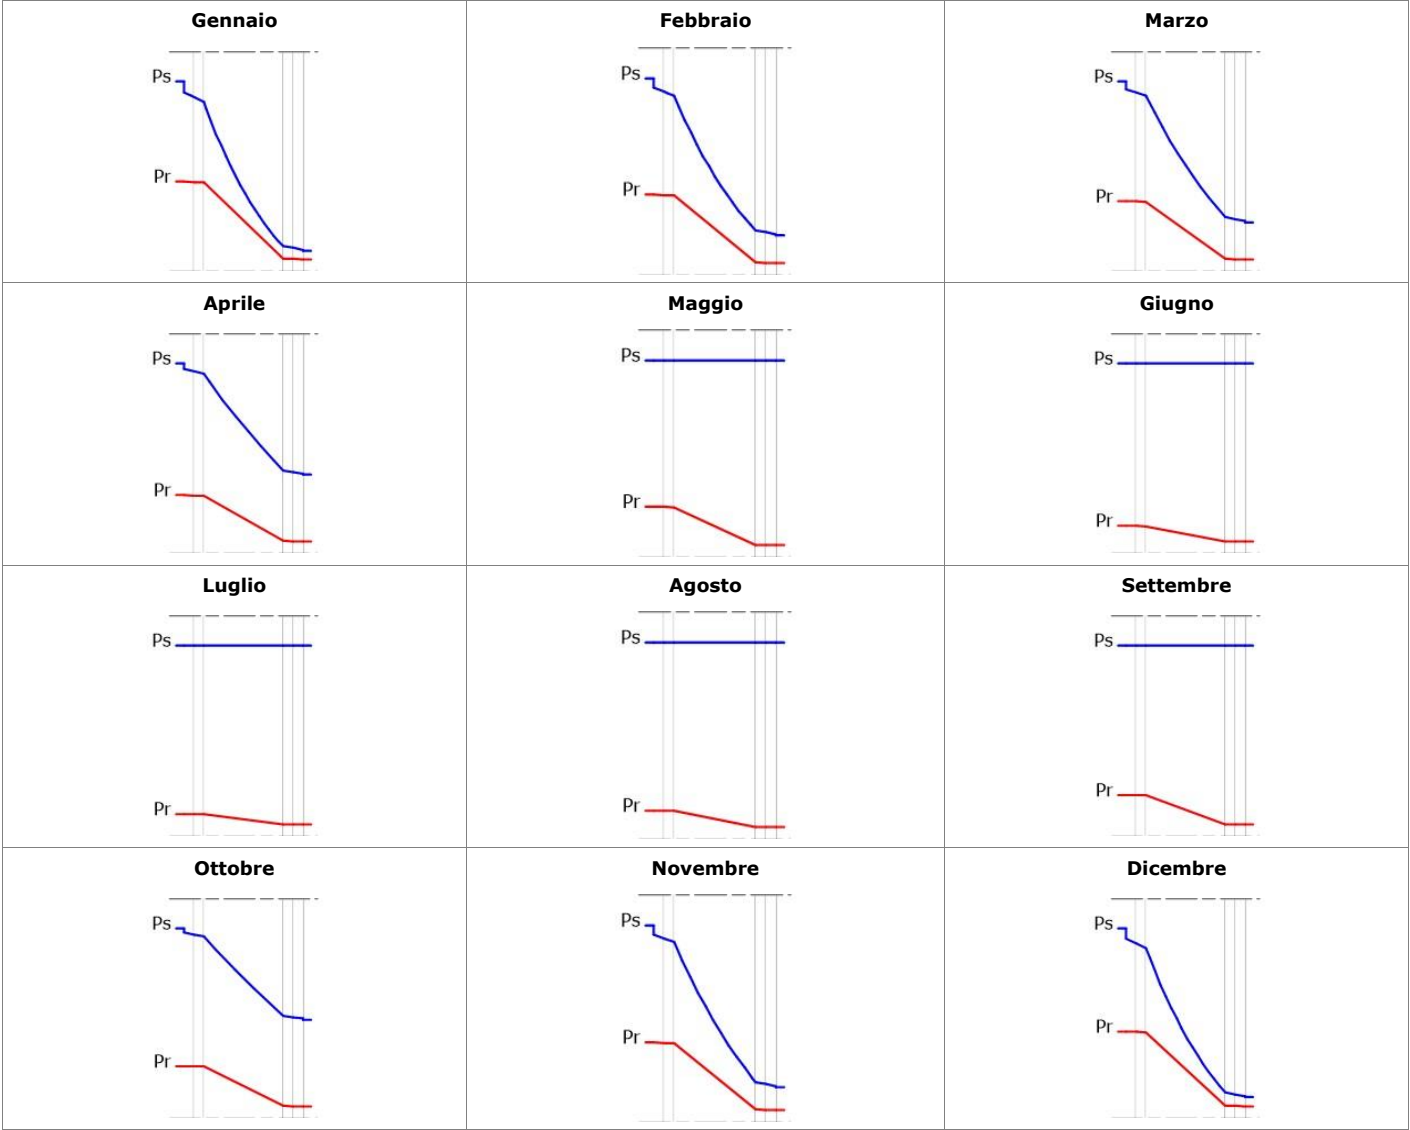 Gennaio
Febbraio
Marzo
Ps
Pr
Ps
Pr
Ps
Pr
Aprile
Maggio
Giugno
Ps
Pr
Ps
Pr
Ps
Pr
Luglio
Agosto
Settembre
Ps
Pr
Ps
Pr
Ps
Pr
Ottobre
Novembre
Dicembre
Ps
Pr
Ps
Pr
Ps
Pr